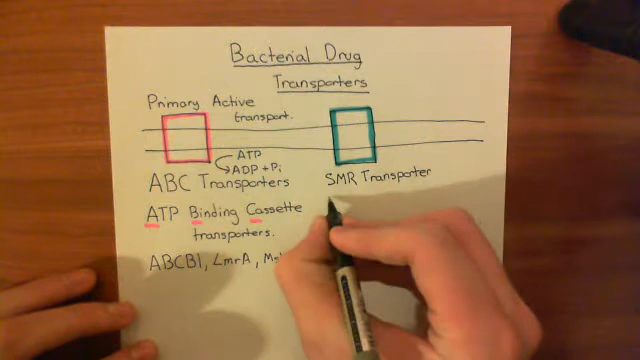 Bacterial Drug
Transporters
Primary Active
transport.
ATP
ADP + Pi
ABC Transporters
SMR Transporter
ATP Binding Cassette
transporters.
ABCB1, LmrA,